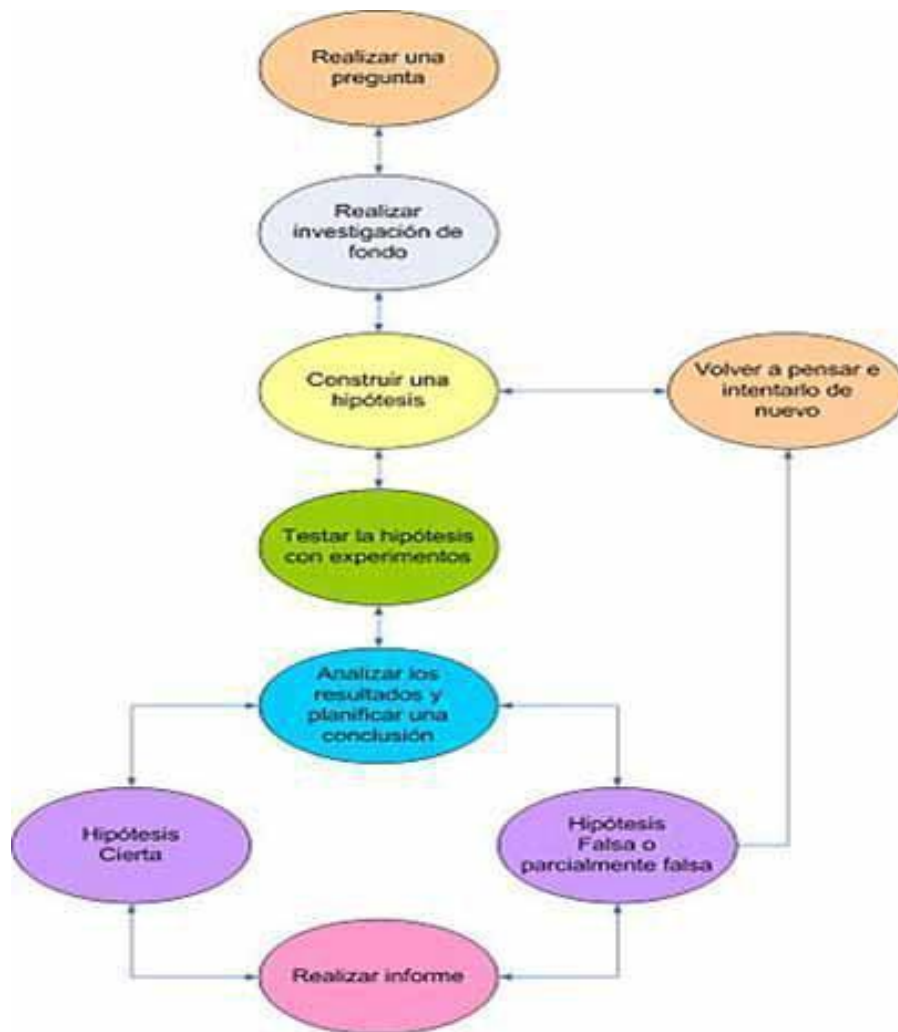 Realizar una
pregunta
Realizar
investigación de
fondo
Construir una
hipótesis
Volver a pensar e
intentarlo de
nuevo
Testar la hipótesis
con experimentos
Analizar los
resultados y
planificar una
conclusión
Hipótesis
Cierta
Hipótesis
Falsa o
parcialmente falsa
Realizar informe